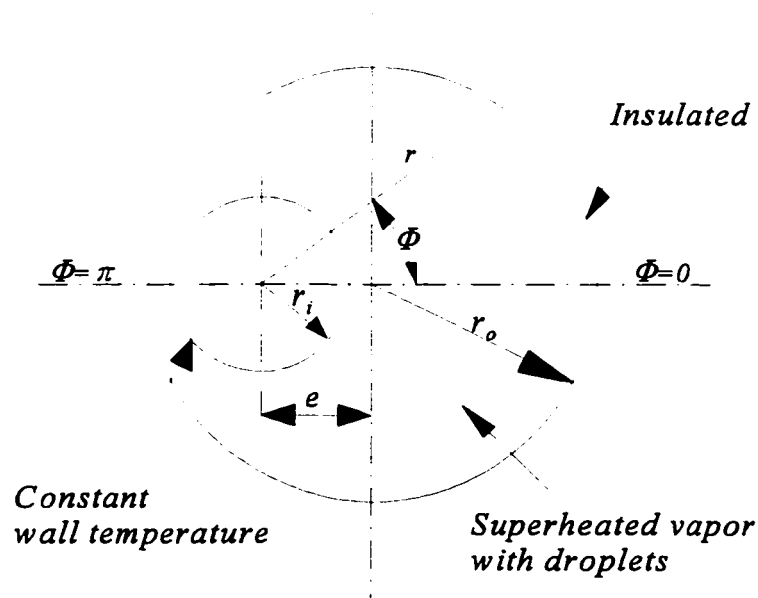 Insulated
r
Φ
Φ= π
Φ=0
r_i
r_o
e
Constant
wall temperature
Superheated vapor
with droplets